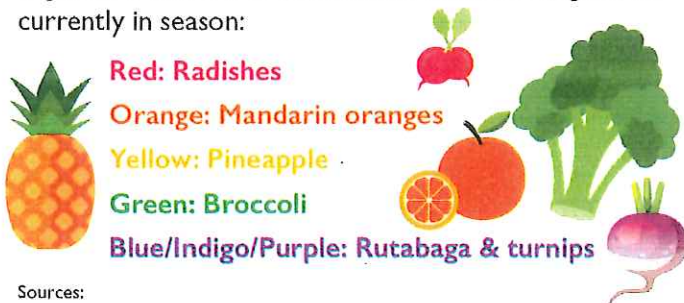 currently in season:
Red: Radishes
Orange: Mandarin oranges
Yellow: Pineapple
Green: Broccoli
Blue/Indigo/Purple: Rutabaga & turnips
Sources: